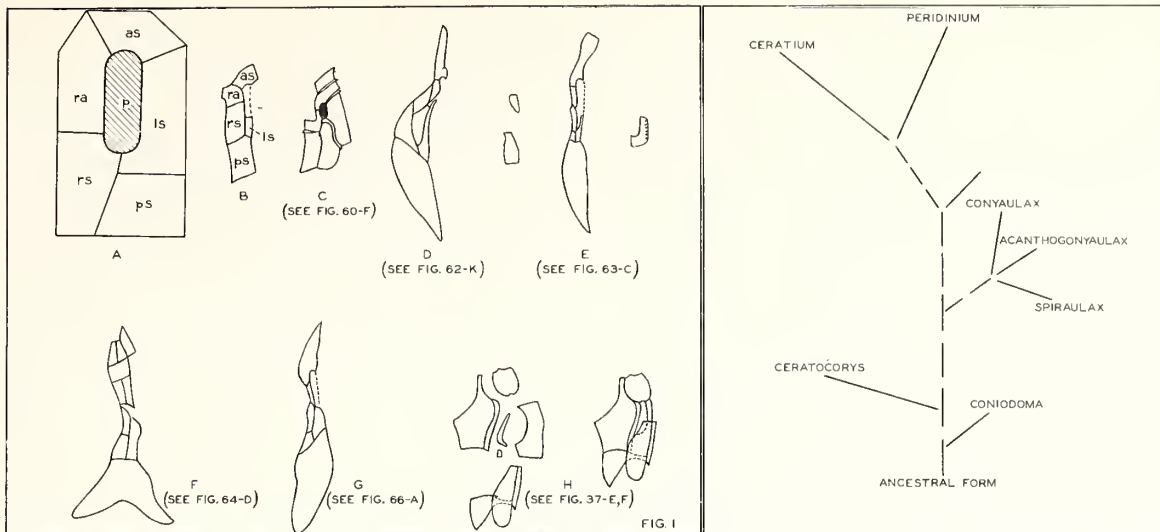 as
ra
p
ls
rs
ps
A
as
ra
rs
ls
ps
B
C
(SEE FIG. 60-F)
D
(SEE FIG. 62-K)
E
(SEE FIG. 63-C)
F
(SEE FIG. 64-D)
G
(SEE FIG. 66-A)
H
(SEE FIG. 37-E,F)
FIG. I
PERIDINIUM
CERATIUM
CONYAULAX
ACANTHOGONYAULAX
SPIRAULAX
CERATOCORYS
CONIODOMA
ANCESTRAL FORM